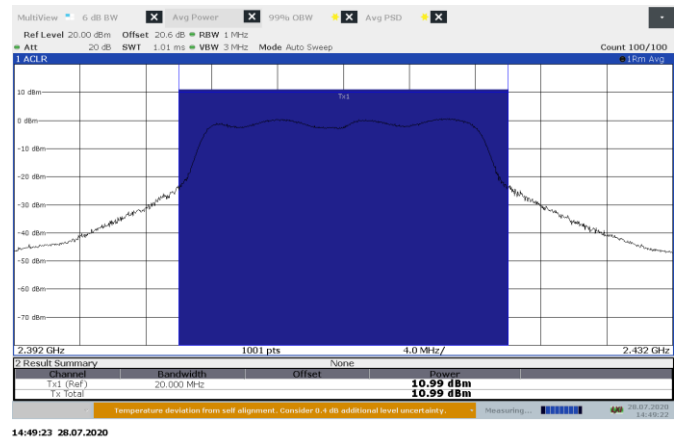 MultiView 6 dB BW X Avg Power X 99% OBW X Avg PSD X
Ref Level 20.00 dBm Offset 20.6 dB RBW 1 MHz
Att 20 dB SWT 1.01 ms VBW 3 MHz Mode Auto Sweep Count 100/100
1 ACLR 1Rm Avg
10 dBm
Tx1
0 dBm
-10 dBm
-20 dBm
-30 dBm
-40 dBm
-50 dBm
-60 dBm
-70 dBm
2.392 GHz 1001 pts 4.0 MHz/ 2.432 GHz
2 Result Summary None
Channel Bandwidth Offset Power
Tx1 (Ref) 20.000 MHz 10.99 dBm
Tx Total 10.99 dBm
Temperature deviation from self alignment. Consider 0.4 dB additional level uncertainty. Measuring... 28.07.2020
14:49:22
14:49:23 28.07.2020